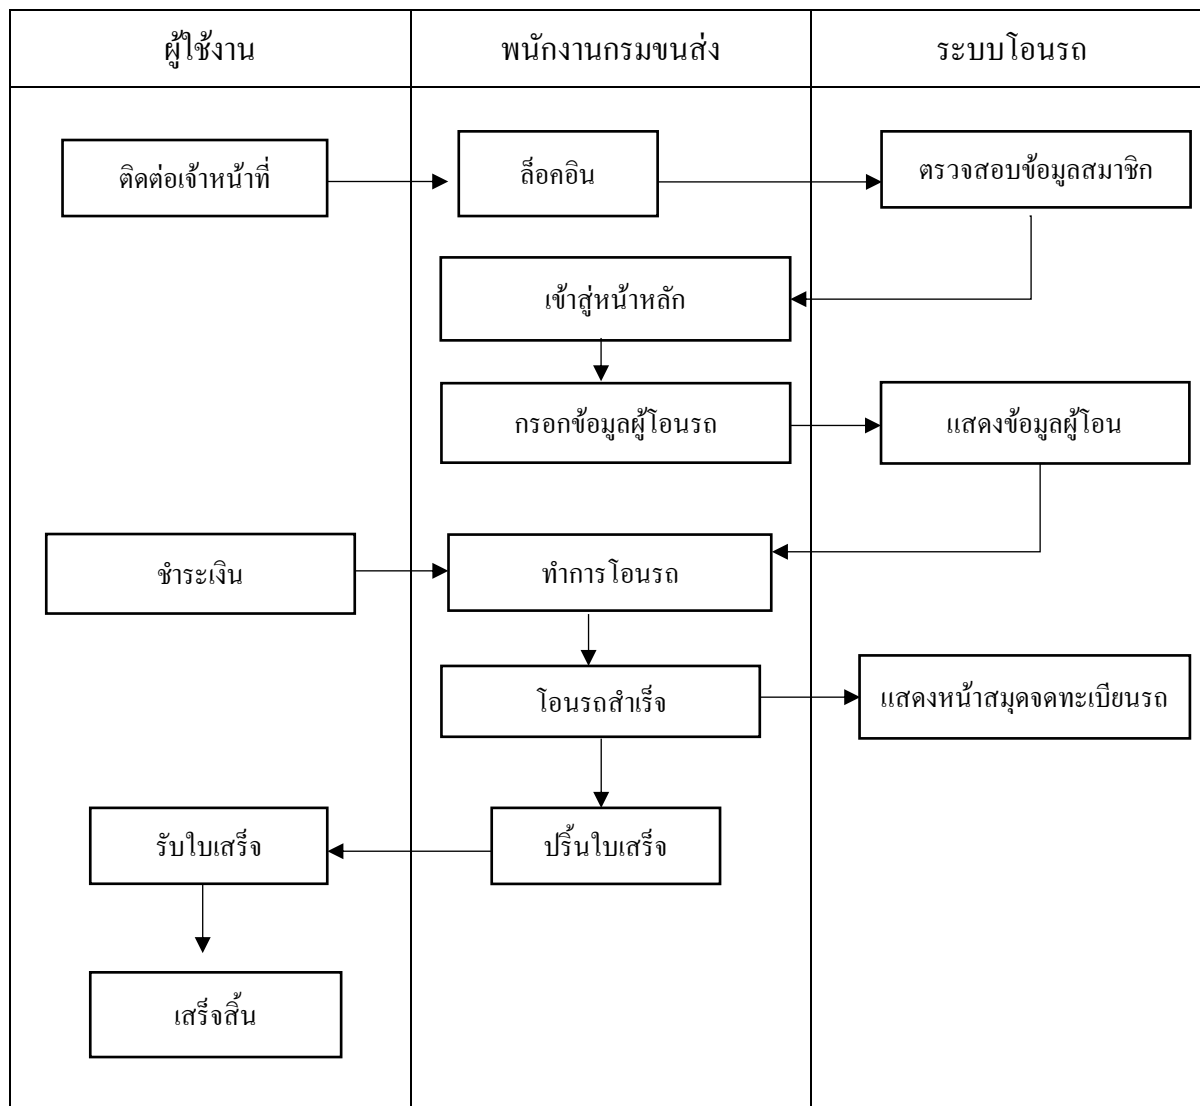 ผู้ใช้งาน
พนักงานกรมขนส่ง
ระบบโอนรถ
ติดต่อเจ้าหน้าที่
ล็อคอิน
ตรวจสอบข้อมูลสมาชิก
เข้าสู่หน้าหลัก
กรอกข้อมูลผู้โอนรถ
แสดงข้อมูลผู้โอน
ชำระเงิน
ทำการโอนรถ
โอนรถสำเร็จ
แสดงหน้าสมุดจดทะเบียนรถ
รับใบเสร็จ
ปริ้นใบเสร็จ
เสร็จสิ้น